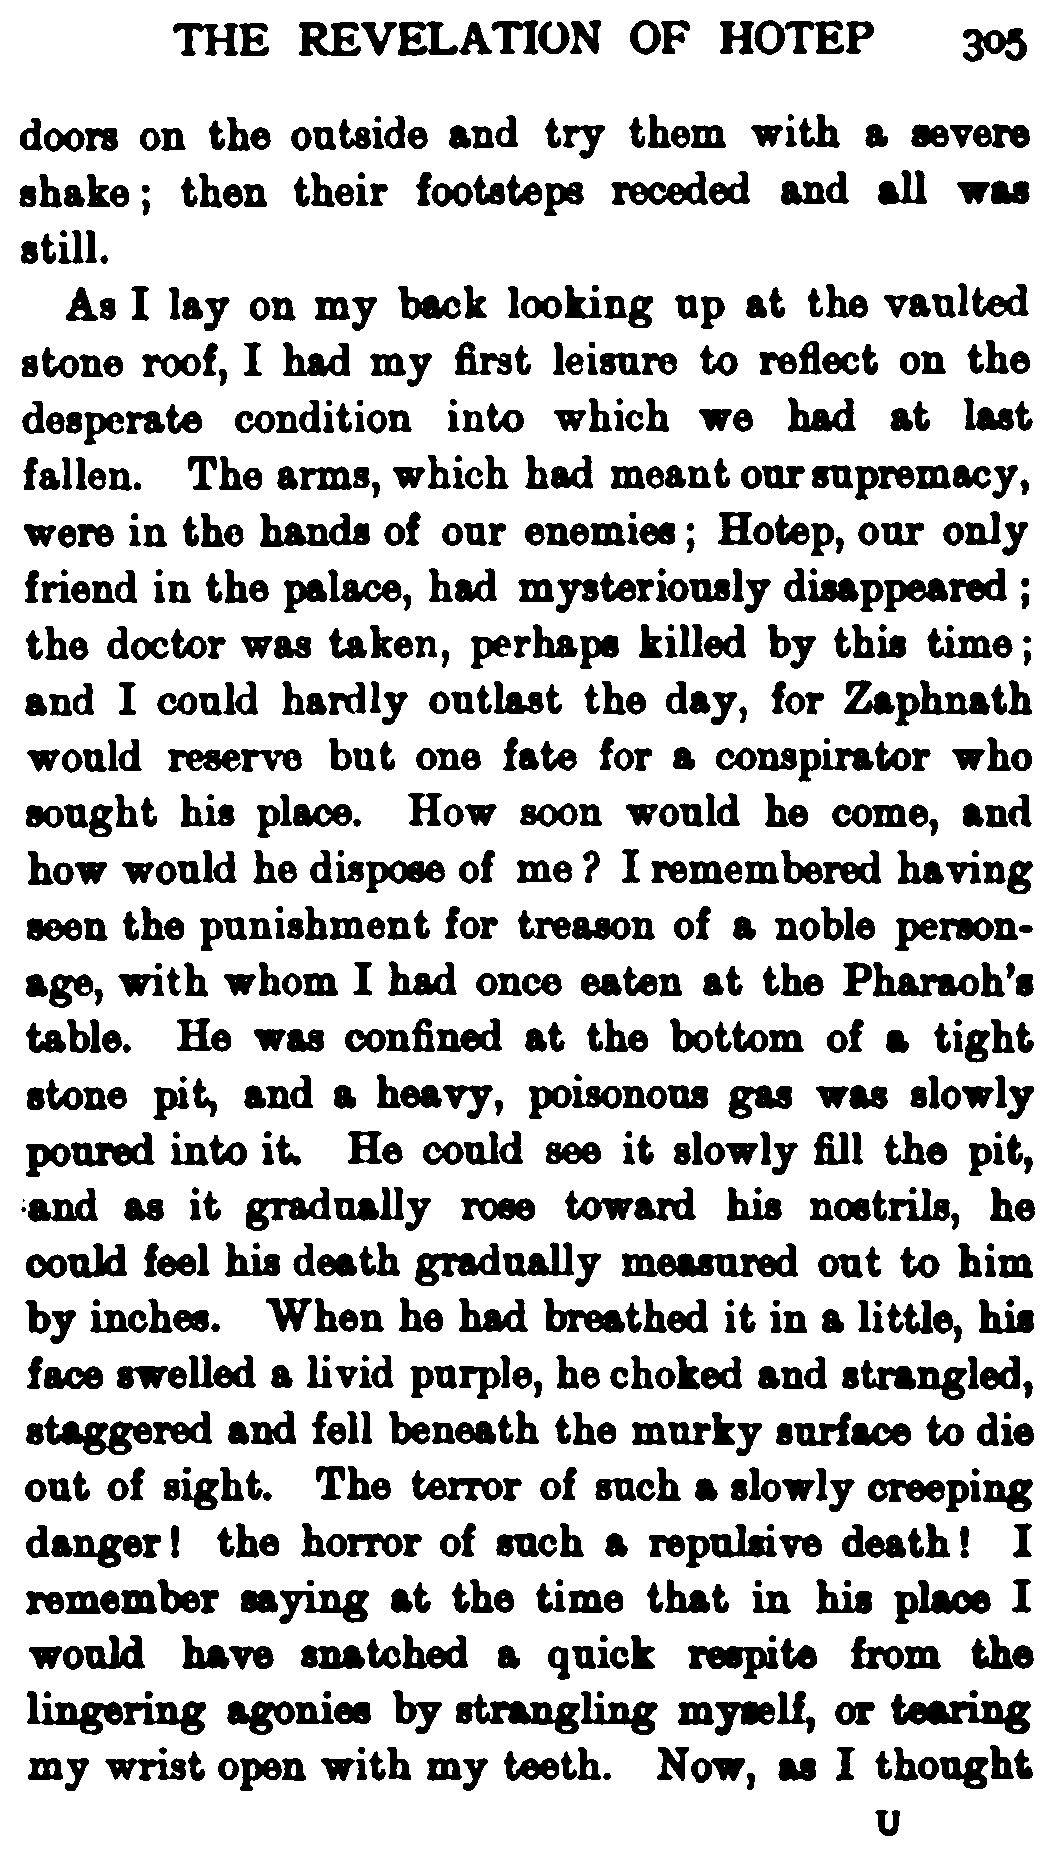 THE REVELATION OF HOTEP 305
doors on the outside and try them with a severe
shake; then their footsteps receded and all was
still.
As I lay on my back looking up at the vaulted
stone roof, I had my first leisure to reflect on the
desperate condition into which we had at last
fallen. The arms, which had meant our supremacy,
were in the hands of our enemies; Hotep, our only
friend in the palace, had mysteriously disappeared;
the doctor was taken, perhaps killed by this time;
and I could hardly outlast the day, for Zaphnath
would reserve but one fate for a conspirator who
sought his place. How soon would he come, and
how would he dispose of me? I remembered having
seen the punishment for treason of a noble person-
age, with whom I had once eaten at the Pharaoh's
table. He was confined at the bottom of a tight
stone pit, and a heavy, poisonous gas was slowly
poured into it. He could see it slowly fill the pit,
and as it gradually rose toward his nostrils, he
could feel his death gradually measured out to him
by inches. When he had breathed it in a little, his
face swelled a livid purple, he choked and strangled,
staggered and fell beneath the murky surface to die
out of sight. The terror of such a slowly creeping
danger! the horror of such a repulsive death! I
remember saying at the time that in his place I
would have snatched a quick respite from the
lingering agonies by strangling myself, or tearing
my wrist open with my teeth. Now, as I thought
U